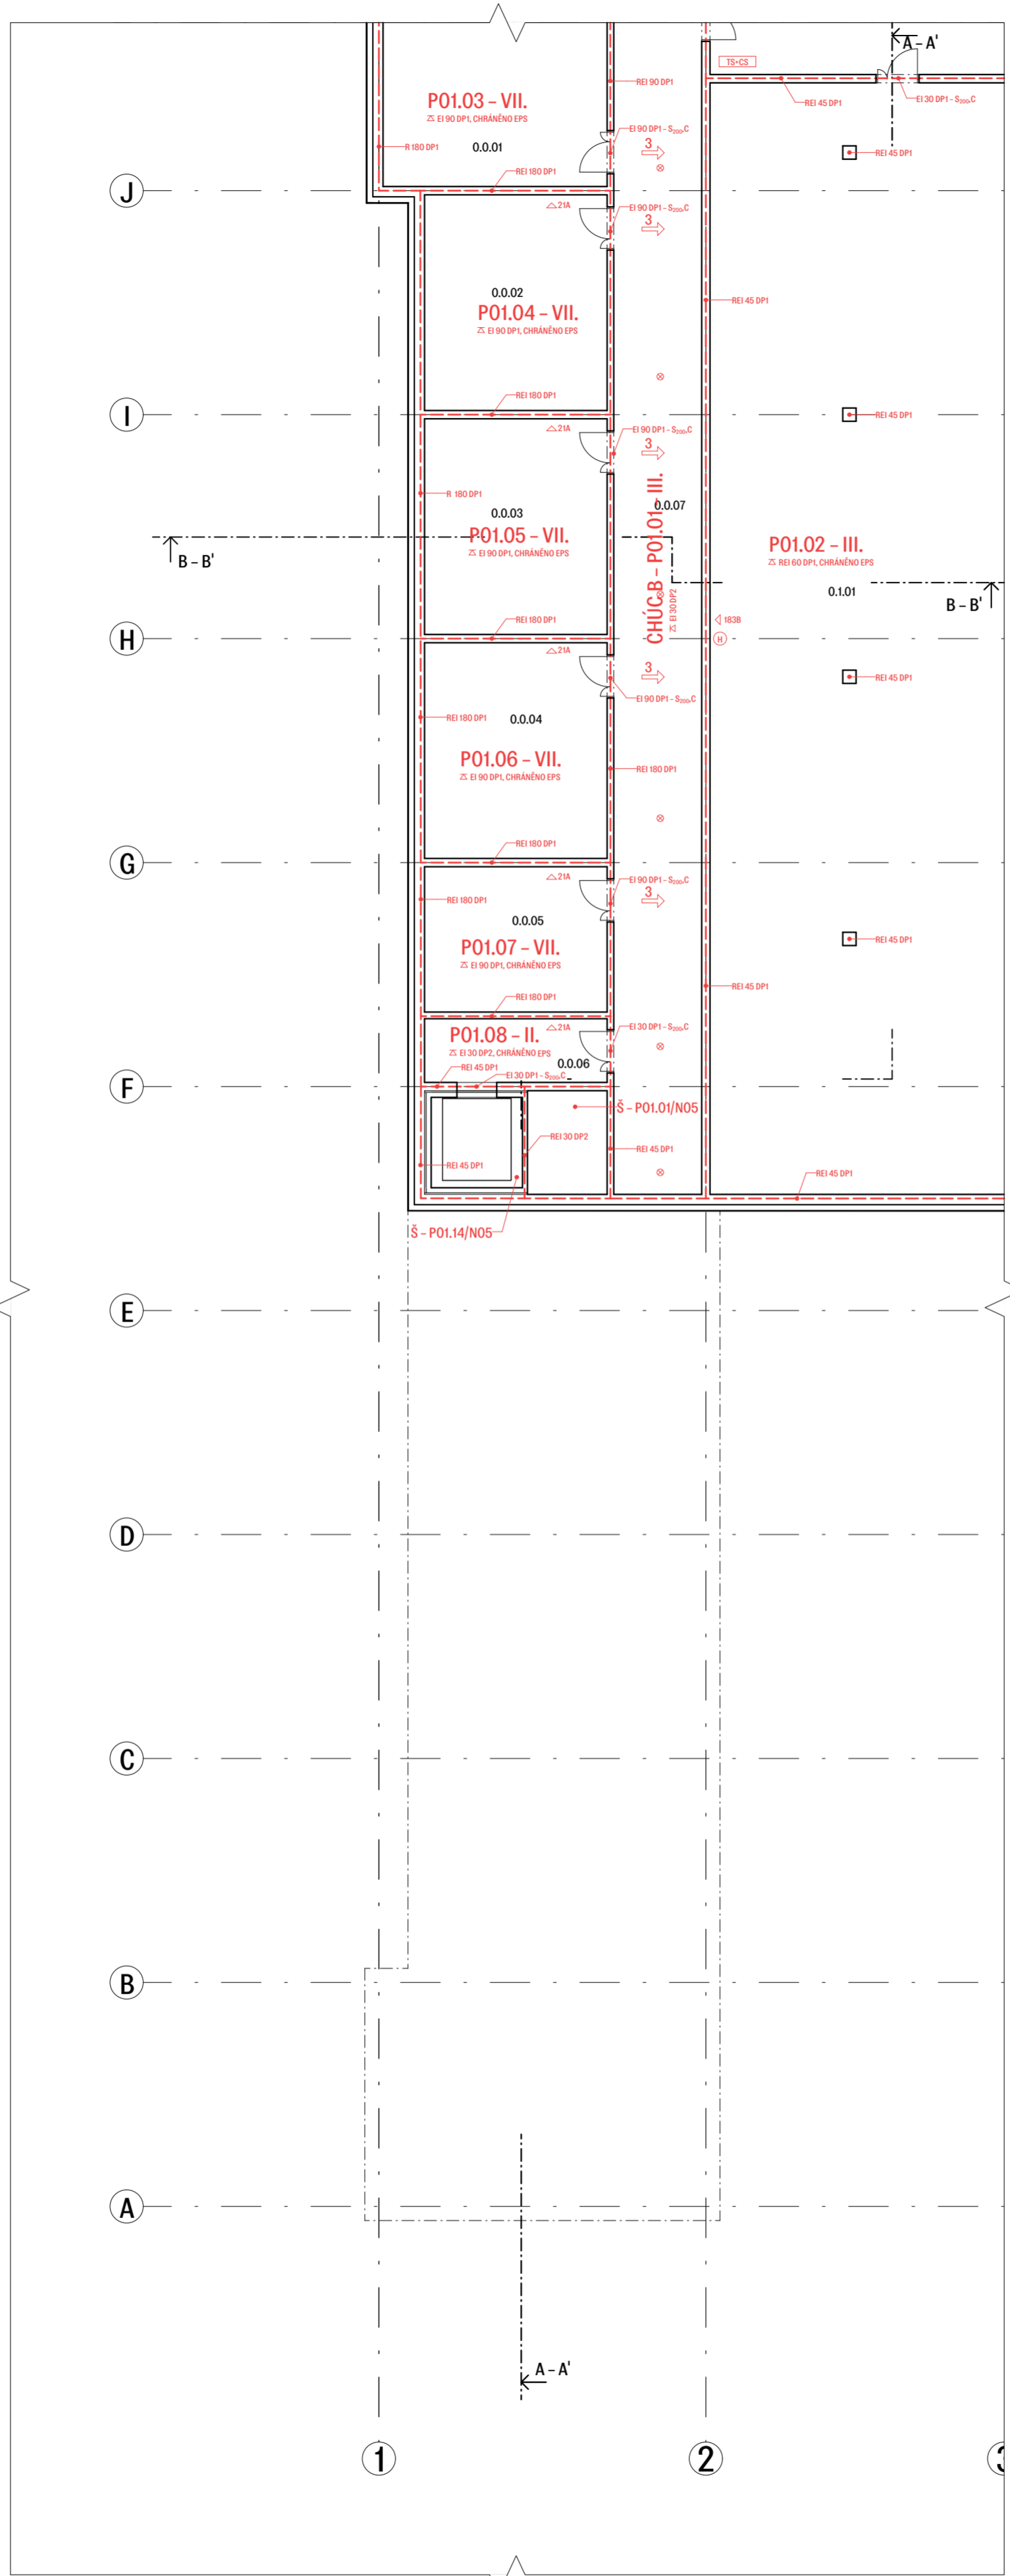 A – A'
TS+CS
REI 90 DP1
P01.03 – VII.
EI 90 DP1, CHRÁNĚNO EPS
REI 45 DP1
EI 30 DP1 – S₂₀₀,C
EI 90 DP1 – S₂₀₀,C
3
R 180 DP1
0.0.01
REI 45 DP1
REI 180 DP1
J
21A
EI 90 DP1 – S₂₀₀,C
3
0.0.02
P01.04 – VII.
EI 90 DP1, CHRÁNĚNO EPS
REI 45 DP1
REI 180 DP1
I
REI 45 DP1
21A
EI 90 DP1 – S₂₀₀,C
3
R 180 DP1
0.0.03
0.0.07
P01.05 – VII.
EI 90 DP1, CHRÁNĚNO EPS
CHÚC B – P01.01 – III.
EI 30 DP2
P01.02 – III.
REI 60 DP1, CHRÁNĚNO EPS
B – B'
0.1.01
B – B'
REI 180 DP1
183B
H
H
21A
3
REI 45 DP1
EI 90 DP1 – S₂₀₀,C
REI 180 DP1
0.0.04
P01.06 – VII.
EI 90 DP1, CHRÁNĚNO EPS
REI 180 DP1
REI 180 DP1
G
21A
EI 90 DP1 – S₂₀₀,C
3
REI 180 DP1
0.0.05
P01.07 – VII.
EI 90 DP1, CHRÁNĚNO EPS
REI 45 DP1
REI 45 DP1
REI 180 DP1
21A
EI 30 DP1 – S₂₀₀,C
P01.08 – II.
EI 30 DP2, CHRÁNĚNO EPS
0.0.06
REI 45 DP1
EI 30 DP1 – S₂₀₀,C
F
Š – P01.01/N05
REI 30 DP2
REI 45 DP1
REI 45 DP1
REI 45 DP1
Š – P01.14/N05
E
D
C
B
A
A – A'
1
2
3